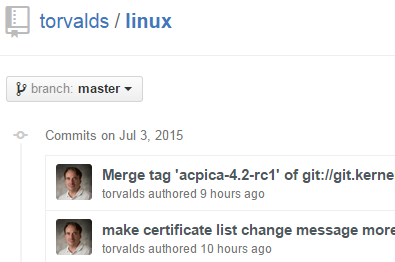 torvalds / linux
branch: master
Commits on Jul 3, 2015
Merge tag 'acpica-4.2-rc1' of git://git.kerne
torvalds authored 9 hours ago
make certificate list change message more
torvalds authored 10 hours ago